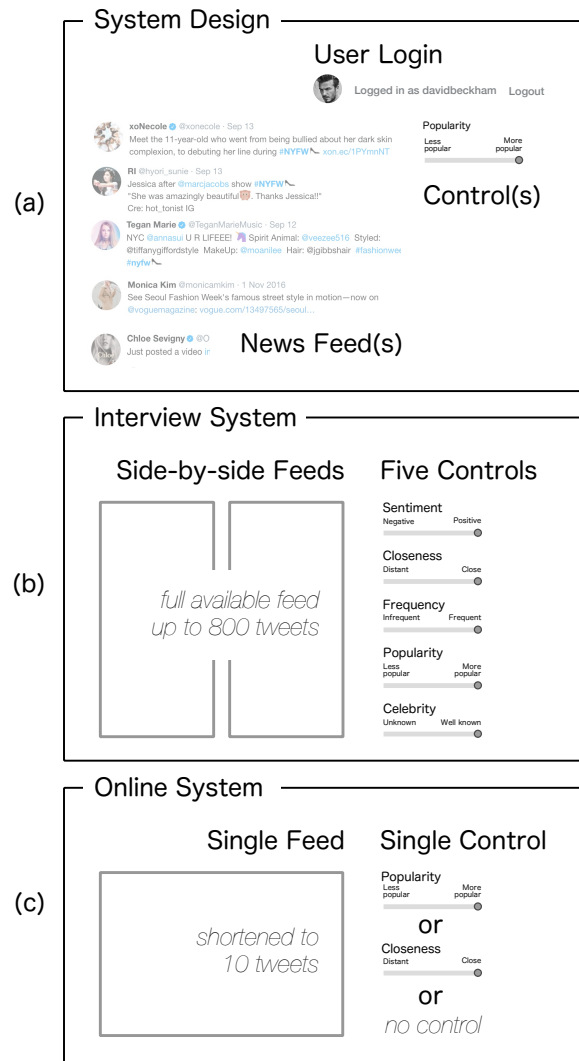 System Design
User Login
Logged in as davidbeckham Logout
xoNecole @xonecole · Sep 13
Meet the 11-year-old who went from being bullied about her dark skin
complexion, to debuting her line during #NYFW xon.ec/1PYmnNT
RI @hyori_sunie · Sep 13
Jessica after @marcjacobs show #NYFW
"She was amazingly beautiful. Thanks Jessica!!"
Cre: hot_tonist IG
Tegan Marie @TeganMarieMusic · Sep 12
NYC @annasui U R LIFEEE! Spirit Animal: @veezee516 Styled:
@tiffanygiffordstyle MakeUp: @moanilee Hair: @jgibbshair #fashionwee
#nyfw
Monica Kim @monicamkim · 1 Nov 2016
See Seoul Fashion Week's famous street style in motion—now on
@voguemagazine: vogue.com/13497565/seoul…
Chloe Sevigny @O
Just posted a video in
News Feed(s)
Popularity
Less popular
More popular
Control(s)
(a)
Interview System
Side-by-side Feeds
full available feed
up to 800 tweets
Five Controls
Sentiment
Negative Positive
Closeness
Distant Close
Frequency
Infrequent Frequent
Popularity
Less popular
More popular
Celebrity
Unknown Well known
(b)
Online System
Single Feed
shortened to
10 tweets
Single Control
Popularity
Less popular
More popular
or
Closeness
Distant Close
or
no control
(c)